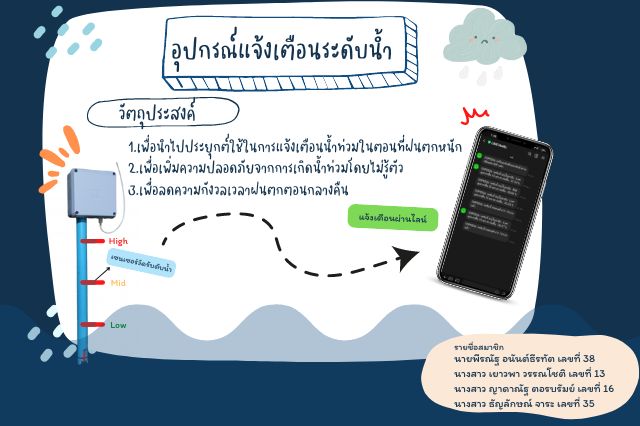 อุปกรณ์แจ้งเตือนระดับน้ำ
วัตถุประสงค์
1.เพื่อนำไปประยุกต์ใช้ในการแจ้งเตือนน้ำท่วมในตอนที่ฝนตกหนัก
2.เพื่อเพิ่มความปลอดภัยจากการเกิดน้ำท่วมโดยไม่รู้ตัว
3.เพื่อลดความกังวลเวลาฝนตกตอนกลางคืน
แจ้งเตือนผ่านไลน์
High
เซนเซอร์วัดระดับน้ำ
Mid
Low
รายชื่อสมาชิก
นายพีรณัฐ อนันต์ธีรทัต เลขที่ 38
นางสาว เยาวพา วรรณโชติ เลขที่ 13
นางสาว ญาดาณัฐ ตอรบรัมย์ เลขที่ 16
นางสาว ธัญลักษณ์ จาระ เลขที่ 35